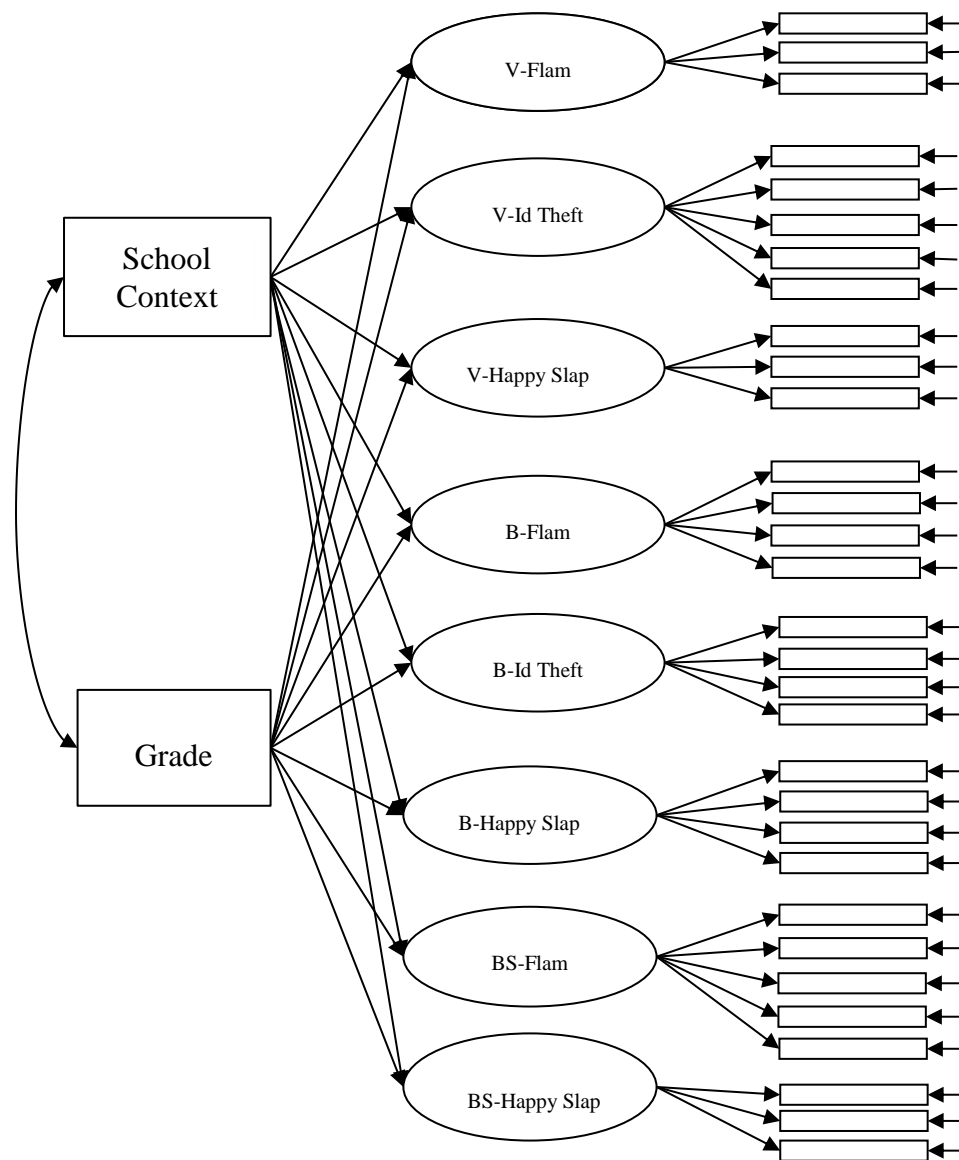 V-Flam
V-Id Theft
School
Context
V-Happy Slap
B-Flam
B-Id Theft
Grade
B-Happy Slap
BS-Flam
BS-Happy Slap